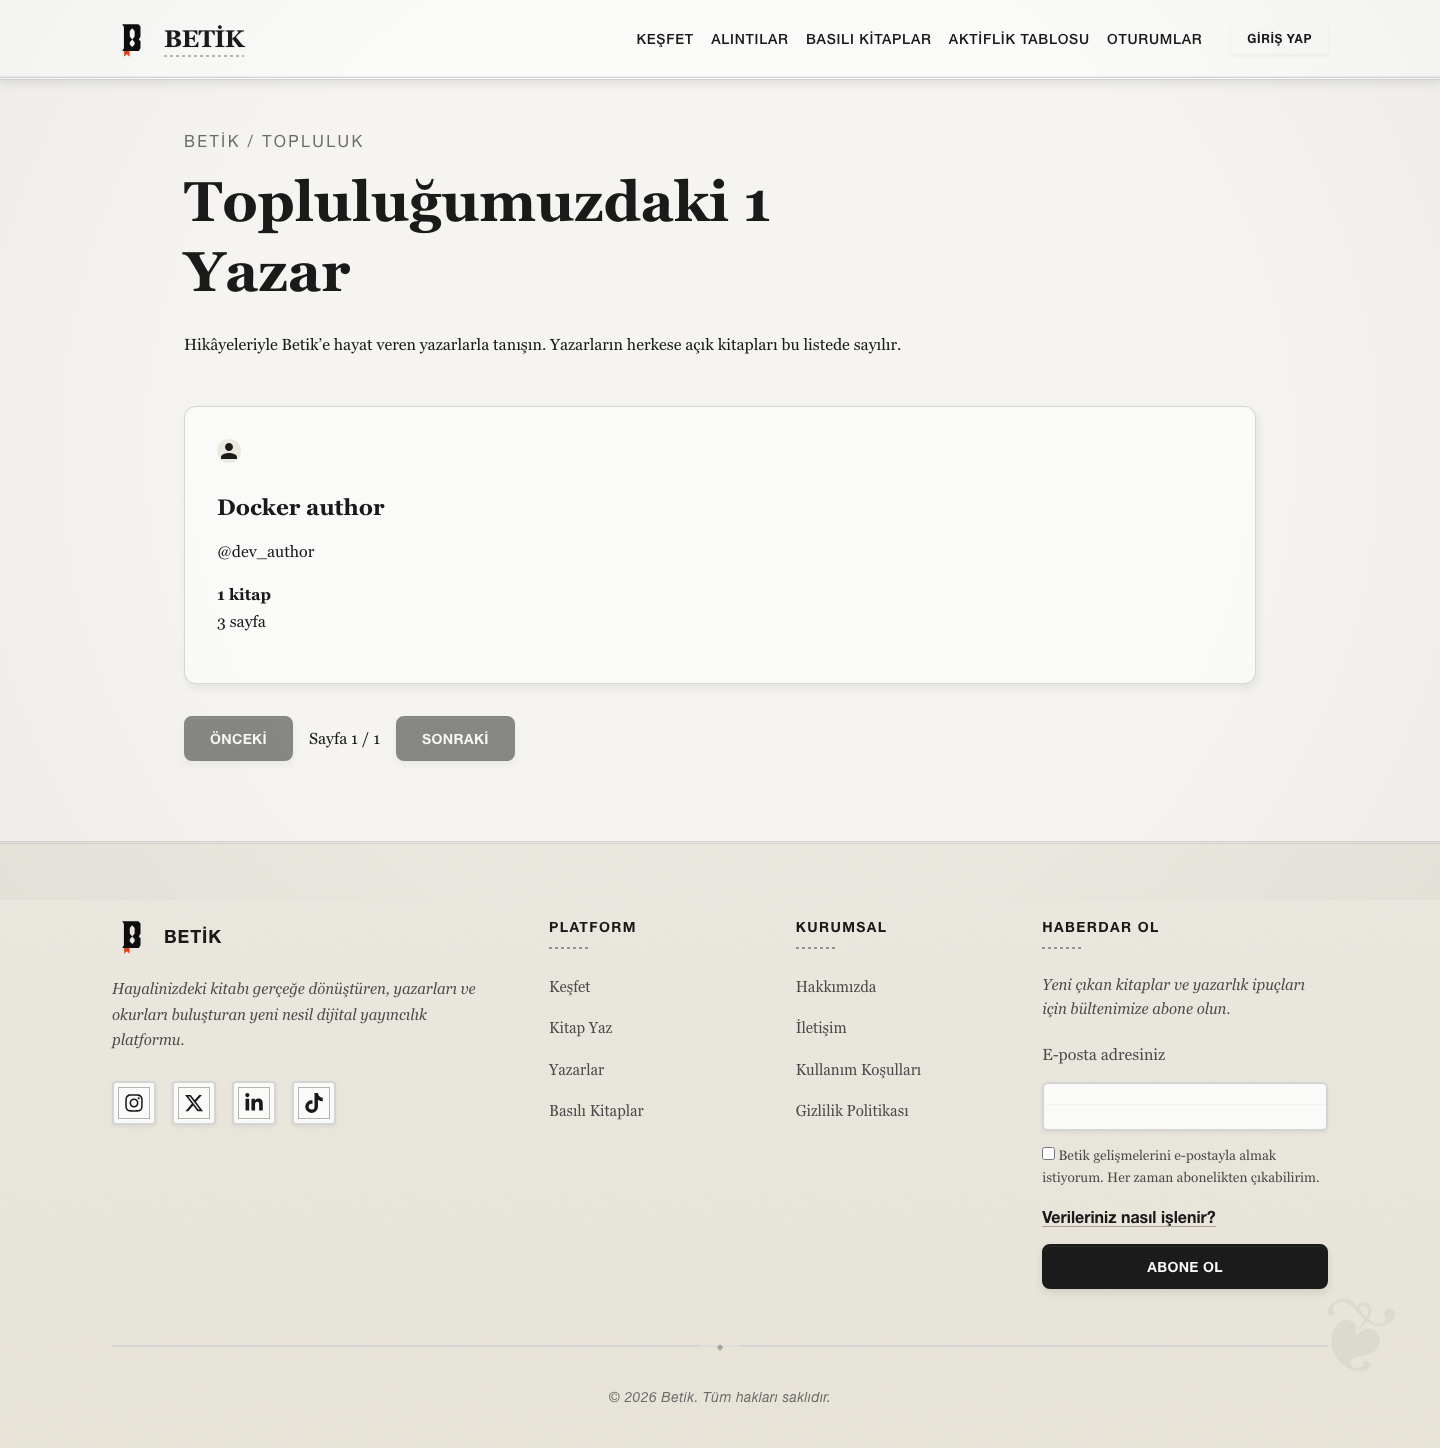 BETİK
KEŞFET ALINTILAR BASILI KİTAPLAR AKTİFLİK TABLOSU OTURUMLAR GİRİŞ YAP
BETİK / TOPLULUK
Topluluğumuzdaki 1
Yazar
Hikâyeleriyle Betik’e hayat veren yazarlarla tanışın. Yazarların herkese açık kitapları bu listede sayılır.
Docker author
@dev_author
1 kitap
3 sayfa
ÖNCEKİ Sayfa 1 / 1 SONRAKİ
BETİK
Hayalinizdeki kitabı gerçeğe dönüştüren, yazarları ve
okurları buluşturan yeni nesil dijital yayıncılık
platformu.
PLATFORM
Keşfet
Kitap Yaz
Yazarlar
Basılı Kitaplar
KURUMSAL
Hakkımızda
İletişim
Kullanım Koşulları
Gizlilik Politikası
HABERDAR OL
Yeni çıkan kitaplar ve yazarlık ipuçları
için bültenimize abone olun.
E-posta adresiniz
Betik gelişmelerini e-postayla almak
istiyorum. Her zaman abonelikten çıkabilirim.
Verileriniz nasıl işlenir?
ABONE OL
© 2026 Betik. Tüm hakları saklıdır.